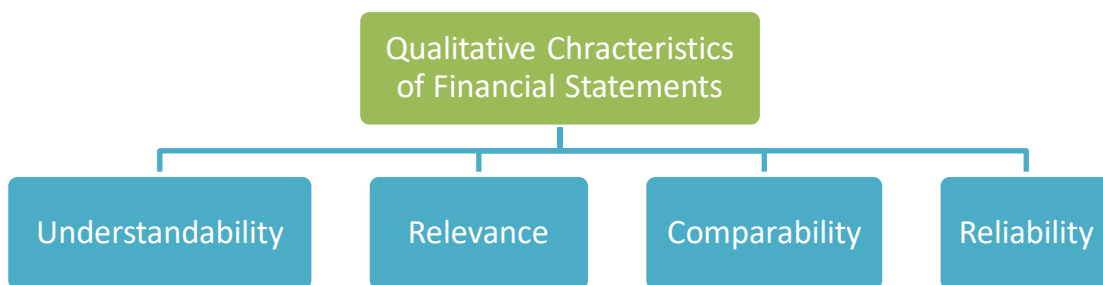 Qualitative Chracteristics
of Financial Statements
Understandability
Relevance
Comparability
Reliability